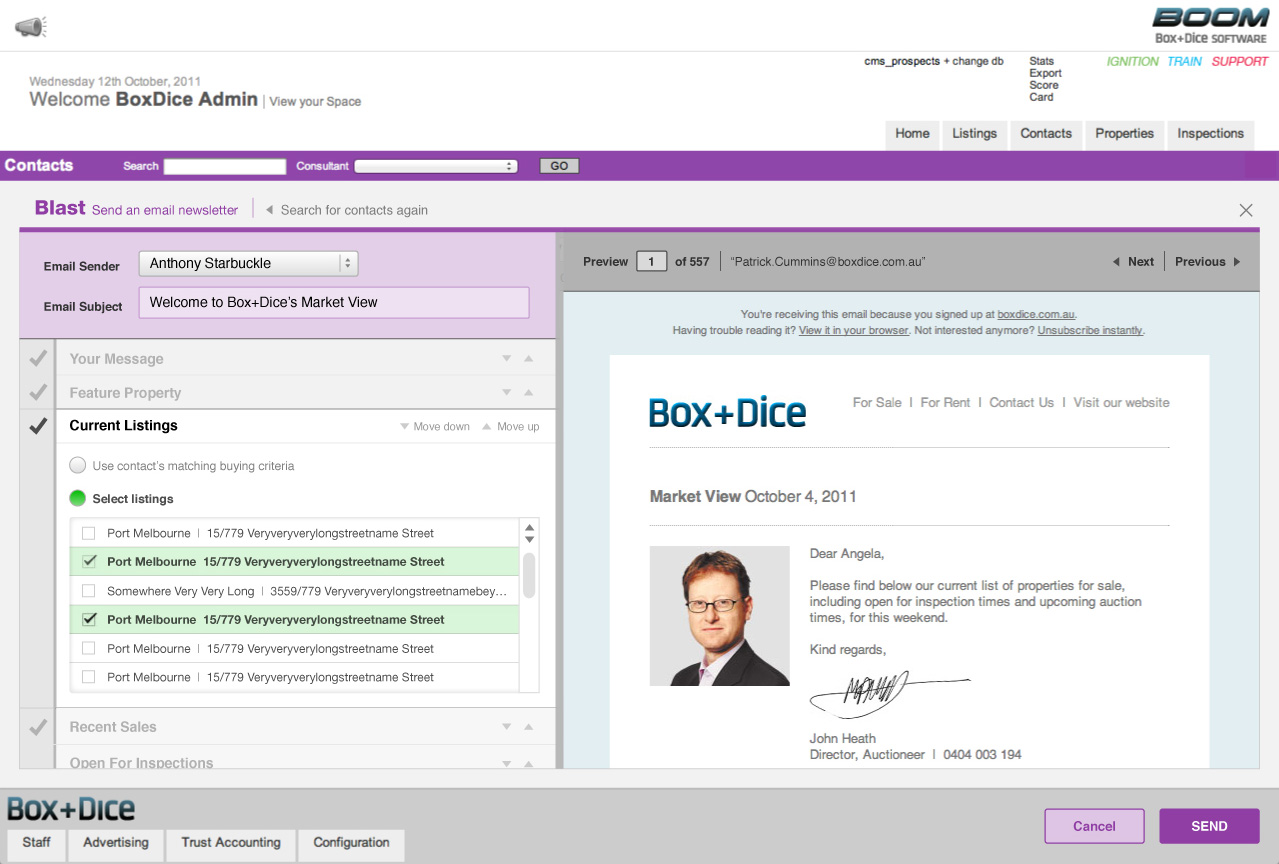 BOOM
Box+Dice SOFTWARE
cms_prospects + change db
Stats
Export
Score
Card
IGNITION TRAIN SUPPORT
Wednesday 12th October, 2011
Welcome BoxDice Admin | View your Space
Home Listings Contacts Properties Inspections
Contacts Search Consultant GO
Blast Send an email newsletter Search for contacts again
Email Sender Anthony Starbuckle
Email Subject Welcome to Box+Dice's Market View
Your Message
Feature Property
Current Listings Move down Move up
Use contact's matching buying criteria
Select listings
Port Melbourne | 15/779 Veryveryverylongstreetname Street
Port Melbourne 15/779 Veryveryverylongstreetname Street
Somewhere Very Very Long | 3559/779 Veryveryverylongstreetnamebey...
Port Melbourne 15/779 Veryveryverylongstreetname Street
Port Melbourne | 15/779 Veryveryverylongstreetname Street
Port Melbourne | 15/779 Veryveryverylongstreetname Street
Recent Sales
Open For Inspections
Preview 1 of 557 "Patrick.Cummins@boxdice.com.au" Next Previous
You're receiving this email because you signed up at boxdice.com.au.
Having trouble reading it? View it in your browser. Not interested anymore? Unsubscribe instantly.
Box+Dice
For Sale | For Rent | Contact Us | Visit our website
Market View October 4, 2011
Dear Angela,
Please find below our current list of properties for sale,
including open for inspection times and upcoming auction
times, for this weekend.
Kind regards,
John Heath
Director, Auctioneer | 0404 003 194
Box+Dice
Staff Advertising Trust Accounting Configuration
Cancel SEND